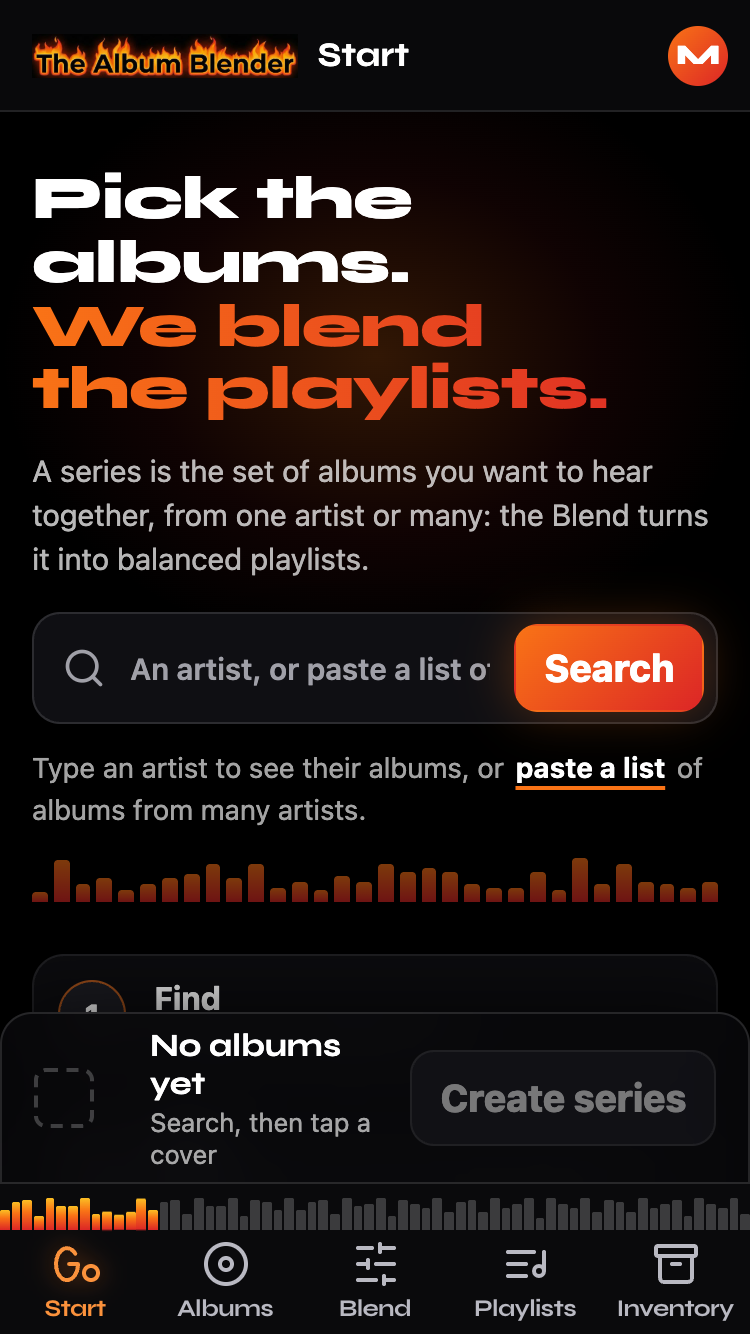 The Album Blender Start M
Pick the
albums.
We blend
the playlists.
A series is the set of albums you want to hear
together, from one artist or many: the Blend turns
it into balanced playlists.
An artist, or paste a list Search
Type an artist to see their albums, or paste a list of
albums from many artists.
Find
No albums
yet
Search, then tap a
cover
Create series
Go
Start Albums Blend Playlists Inventory